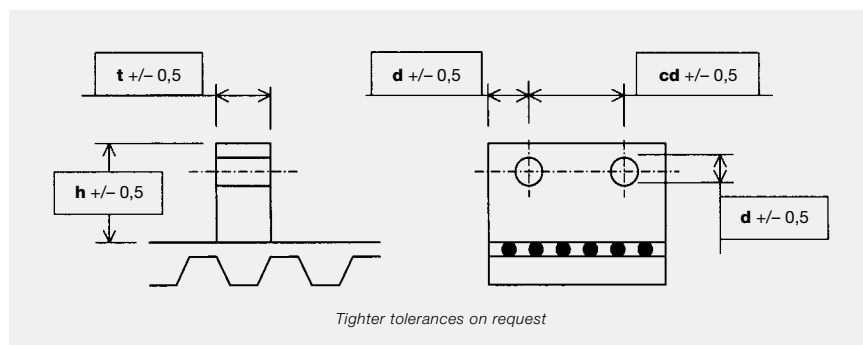 t +/– 0,5
d +/– 0,5
cd +/– 0,5
h +/– 0,5
d +/– 0,5
Tighter tolerances on request